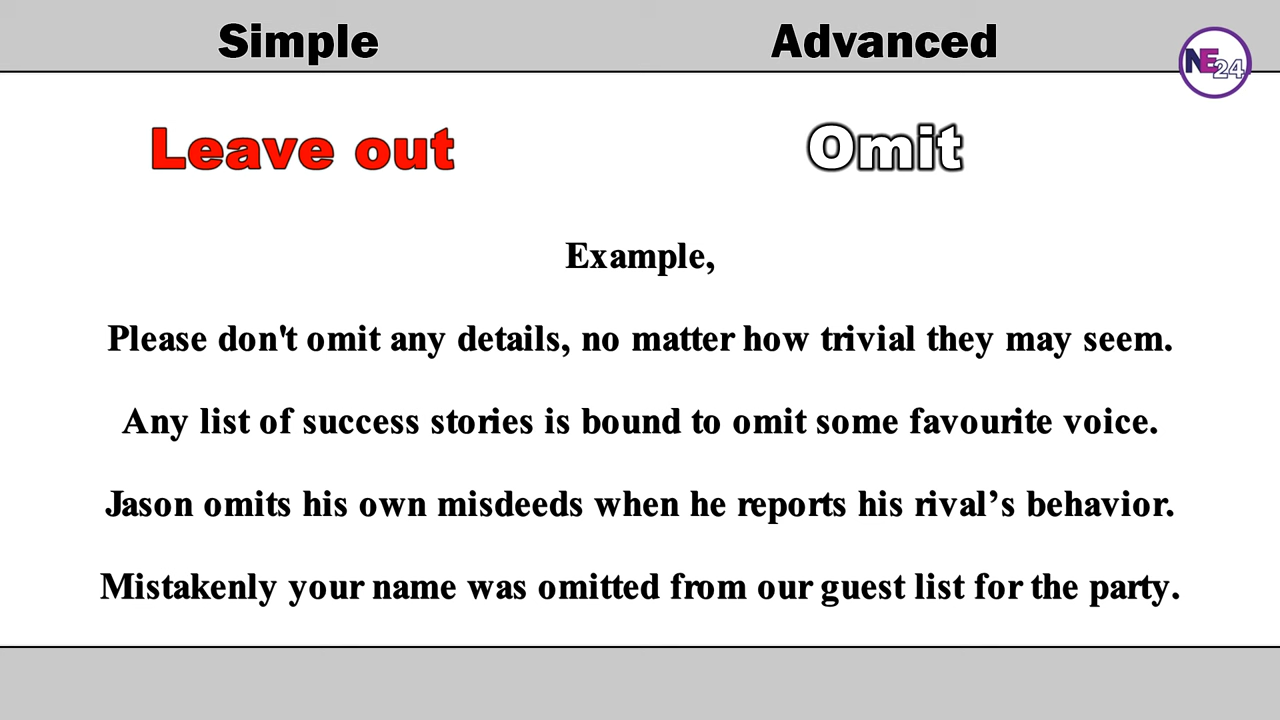 Simple Advanced
NE24
Leave out Omit
Example,
Please don't omit any details, no matter how trivial they may seem.
Any list of success stories is bound to omit some favourite voice.
Jason omits his own misdeeds when he reports his rival’s behavior.
Mistakenly your name was omitted from our guest list for the party.